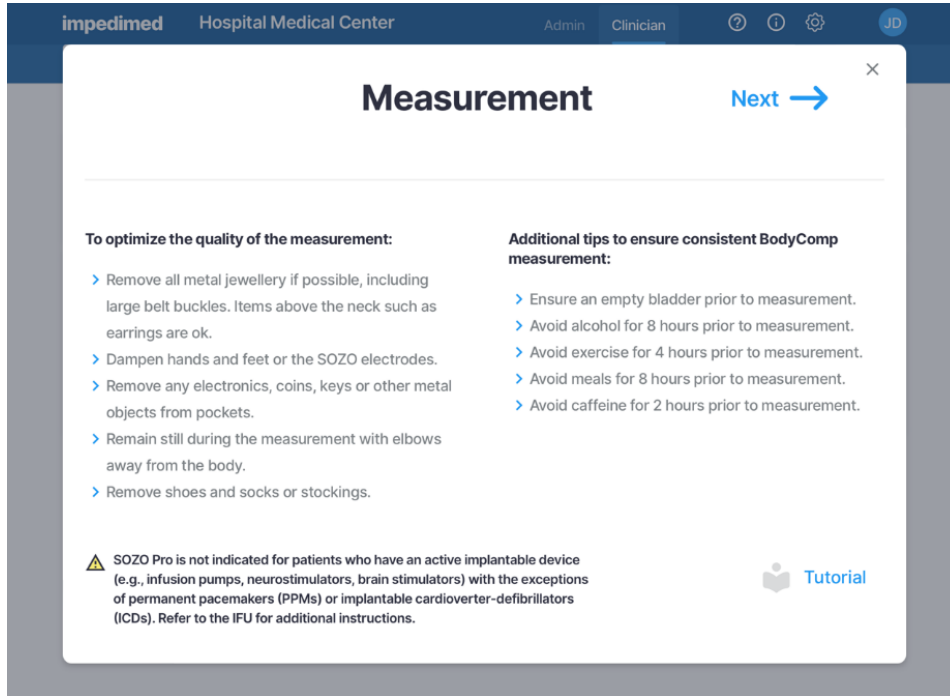 impedimed Hospital Medical Center Admin Clinician JD
Measurement
Next
To optimize the quality of the measurement:
Remove all metal jewellery if possible, including
large belt buckles. Items above the neck such as
earrings are ok.
Dampen hands and feet or the SOZO electrodes.
Remove any electronics, coins, keys or other metal
objects from pockets.
Remain still during the measurement with elbows
away from the body.
Remove shoes and socks or stockings.
Additional tips to ensure consistent BodyComp
measurement:
Ensure an empty bladder prior to measurement.
Avoid alcohol for 8 hours prior to measurement.
Avoid exercise for 4 hours prior to measurement.
Avoid meals for 8 hours prior to measurement.
Avoid caffeine for 2 hours prior to measurement.
SOZO Pro is not indicated for patients who have an active implantable device
(e.g., infusion pumps, neurostimulators, brain stimulators) with the exceptions
of permanent pacemakers (PPMs) or implantable cardioverter-defibrillators
(ICDs). Refer to the IFU for additional instructions.
Tutorial